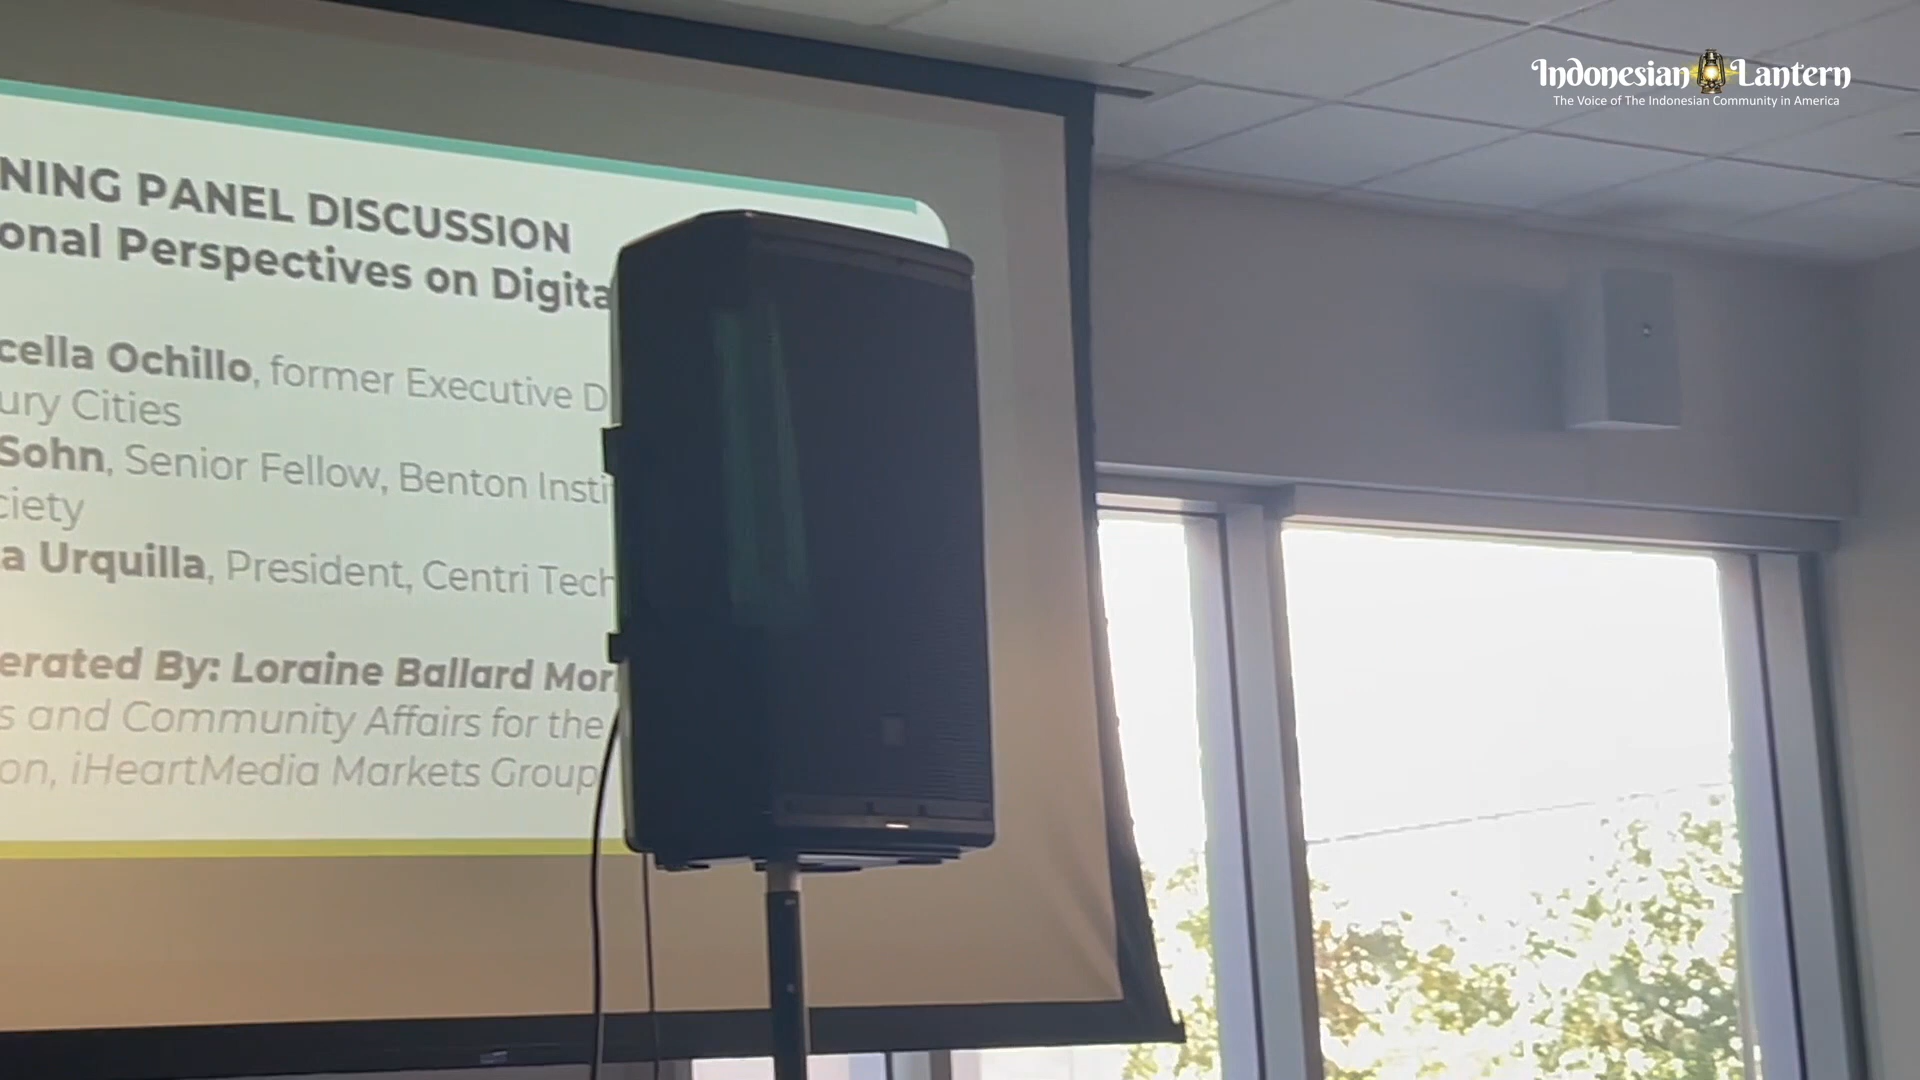 Indonesian Lantern
The Voice of The Indonesian Community in America
NING PANEL DISCUSSION
onal Perspectives on Digita
cella Ochillo, former Executive D
ury Cities
Sohn, Senior Fellow, Benton Insti
ciety
a Urquilla, President, Centri Tech
erated By: Loraine Ballard Mor
s and Community Affairs for the
on, iHeartMedia Markets Group